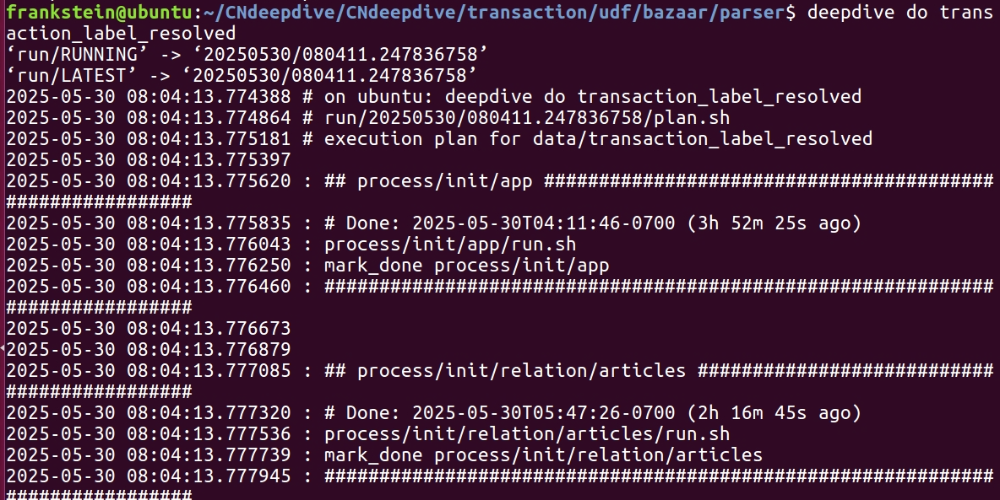 frankstein@ubuntu:~/CNdeepdive/CNdeepdive/transaction/udf/bazaar/parser$ deepdive do trans
action_label_resolved
‘run/RUNNING’ -> ‘20250530/080411.247836758’
‘run/LATEST’ -> ‘20250530/080411.247836758’
2025-05-30 08:04:13.774388 # on ubuntu: deepdive do transaction_label_resolved
2025-05-30 08:04:13.774864 # run/20250530/080411.247836758/plan.sh
2025-05-30 08:04:13.775181 # execution plan for data/transaction_label_resolved
2025-05-30 08:04:13.775397
2025-05-30 08:04:13.775620 : ## process/init/app #########################################
#################
2025-05-30 08:04:13.775835 : # Done: 2025-05-30T04:11:46-0700 (3h 52m 25s ago)
2025-05-30 08:04:13.776043 : process/init/app/run.sh
2025-05-30 08:04:13.776250 : mark_done process/init/app
2025-05-30 08:04:13.776460 : #############################################################
#################
2025-05-30 08:04:13.776673
2025-05-30 08:04:13.776879
2025-05-30 08:04:13.777085 : ## process/init/relation/articles ###########################
#################
2025-05-30 08:04:13.777320 : # Done: 2025-05-30T05:47:26-0700 (2h 16m 45s ago)
2025-05-30 08:04:13.777536 : process/init/relation/articles/run.sh
2025-05-30 08:04:13.777739 : mark_done process/init/relation/articles
2025-05-30 08:04:13.777945 : #############################################################
#################